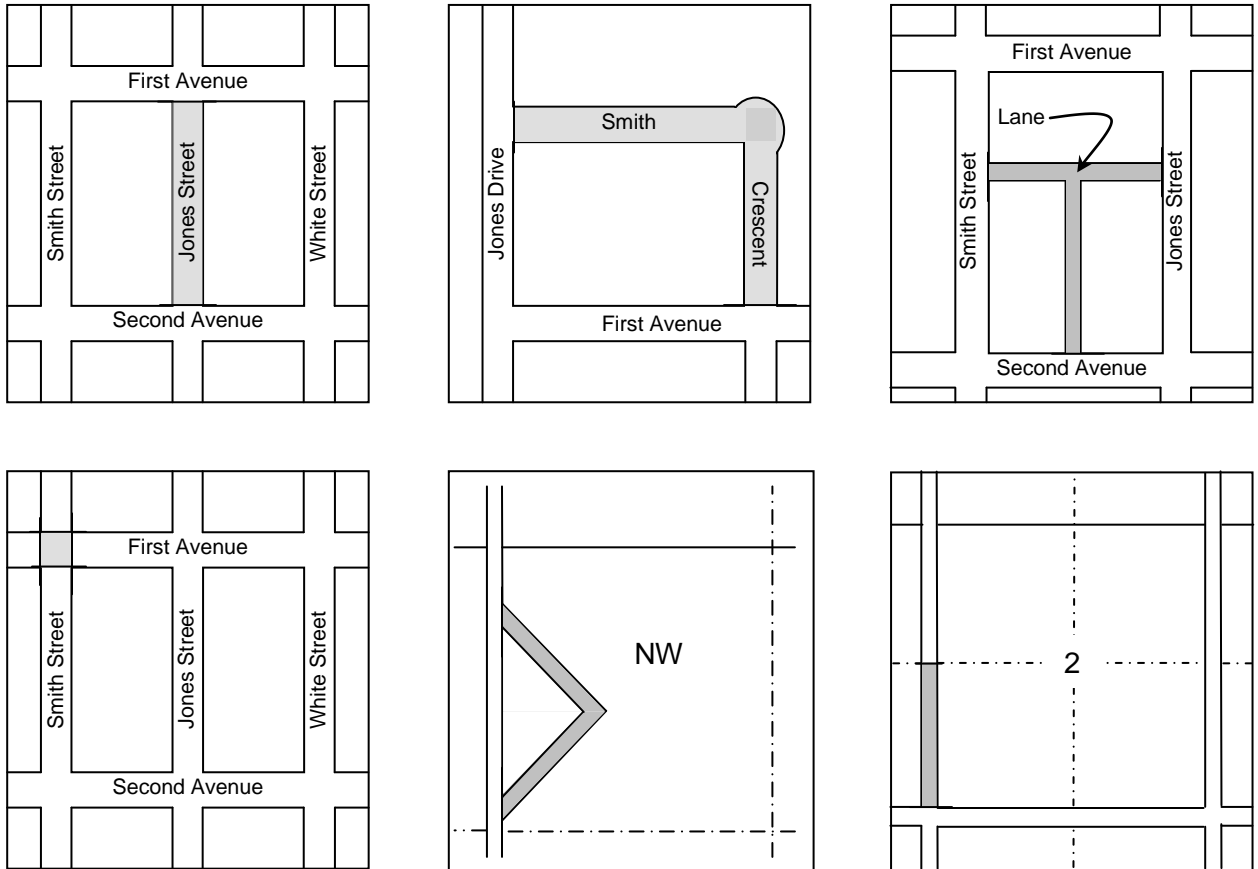 First Avenue
Smith Street
Jones Street
White Street
Second Avenue
Smith
Jones Drive
Crescent
First Avenue
First Avenue
Lane
Smith Street
Jones Street
Second Avenue
First Avenue
Smith Street
Jones Street
White Street
Second Avenue
NW
2